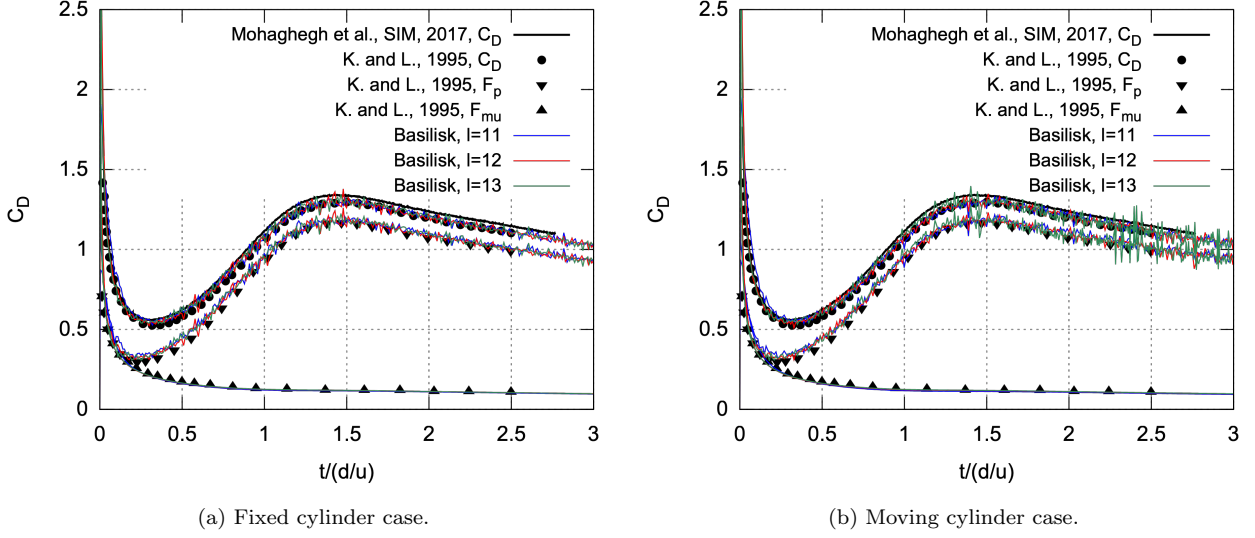 2.5
2
1.5
1
0.5
0
C_D
Mohaghegh et al., SIM, 2017, C_D
K. and L., 1995, C_D
K. and L., 1995, F_p
K. and L., 1995, F_mu
Basilisk, l=11
Basilisk, l=12
Basilisk, l=13
0 0.5 1 1.5 2 2.5 3
t/(d/u)
(a) Fixed cylinder case.
2.5
2
1.5
1
0.5
0
C_D
Mohaghegh et al., SIM, 2017, C_D
K. and L., 1995, C_D
K. and L., 1995, F_p
K. and L., 1995, F_mu
Basilisk, l=11
Basilisk, l=12
Basilisk, l=13
0 0.5 1 1.5 2 2.5 3
t/(d/u)
(b) Moving cylinder case.